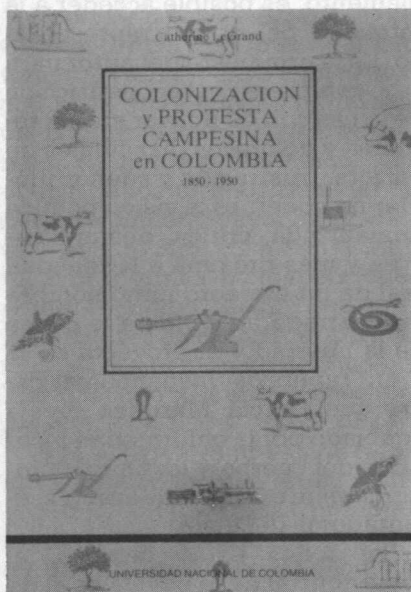 Catherine LeGrand
COLONIZACION
y PROTESTA
CAMPESINA
en COLOMBIA
1850 - 1950
UNIVERSIDAD NACIONAL DE COLOMBIA